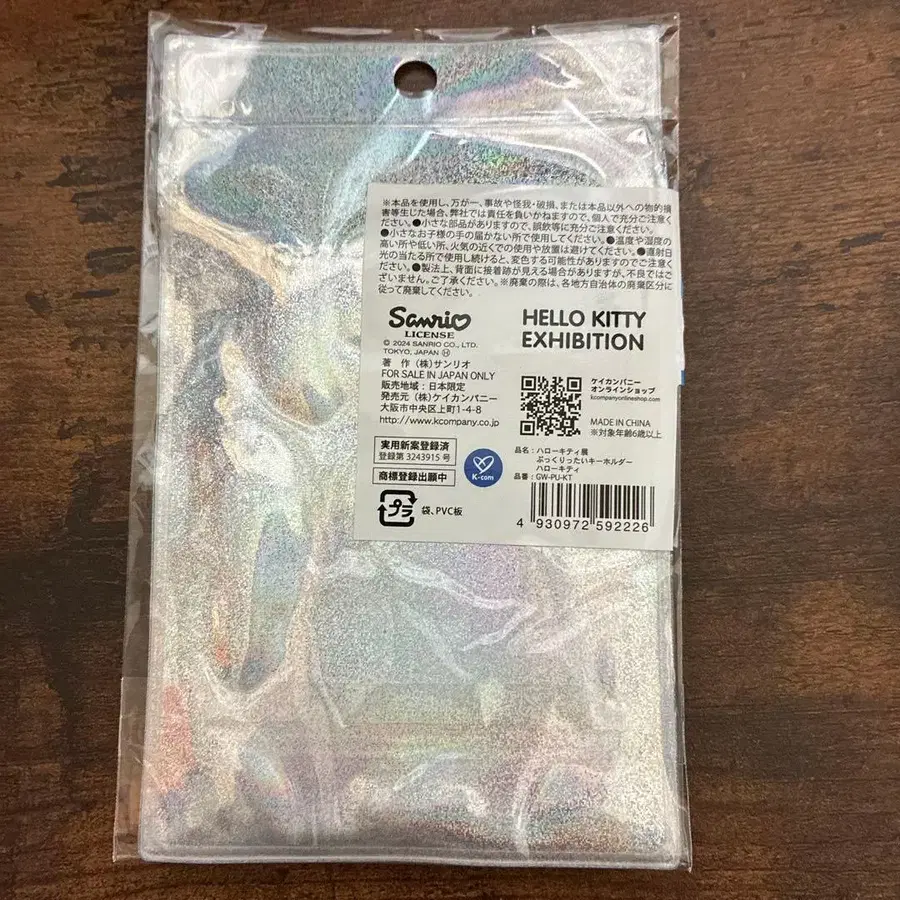 ※本品を使用し、万が一、事故や怪我・破損、または本品以外への物的損
害等生じた場合、弊社では責任を負いかねますので、個人で充分ご注意く
ださい。●小さな部品がありますので、誤飲等に充分ご注意ください。
●小さなお子様の手の届かない所で使用してください。●温度や湿度の
高い所や低い所、火気の近くでの使用や放置は避けてください。●直射日
光の当たる所で使用し続けると、変色する可能性がありますのでご注意く
ださい。●製法上、背面に接着跡が見える場合がありますが、不良ではご
ざいません。ご了承ください。※廃棄の際は、各地方自治体の廃棄区分に
従って廃棄してください。
Sanrio
LICENSE
© 2024 SANRIO CO., LTD.
TOKYO, JAPAN Ⓗ
著 作 (株)サンリオ
FOR SALE IN JAPAN ONLY
販売地域:日本限定
発売元 (株)ケイカンパニー
大阪市中央区上町1-4-8
http://www.kcompany.co.jp
実用新案登録済
登録第 3243915 号
商標登録出願中
K-com
プラ
袋、PVC板
HELLO KITTY
EXHIBITION
ケイカンパニー
オンラインショップ
kcompanyonlineshop.com
MADE IN CHINA
※対象年齢6歳以上
品名:ハローキティ展
ぷっくりったいキーホルダー
ハローキティ
品番:GW-PU-KT
4 930972 592226